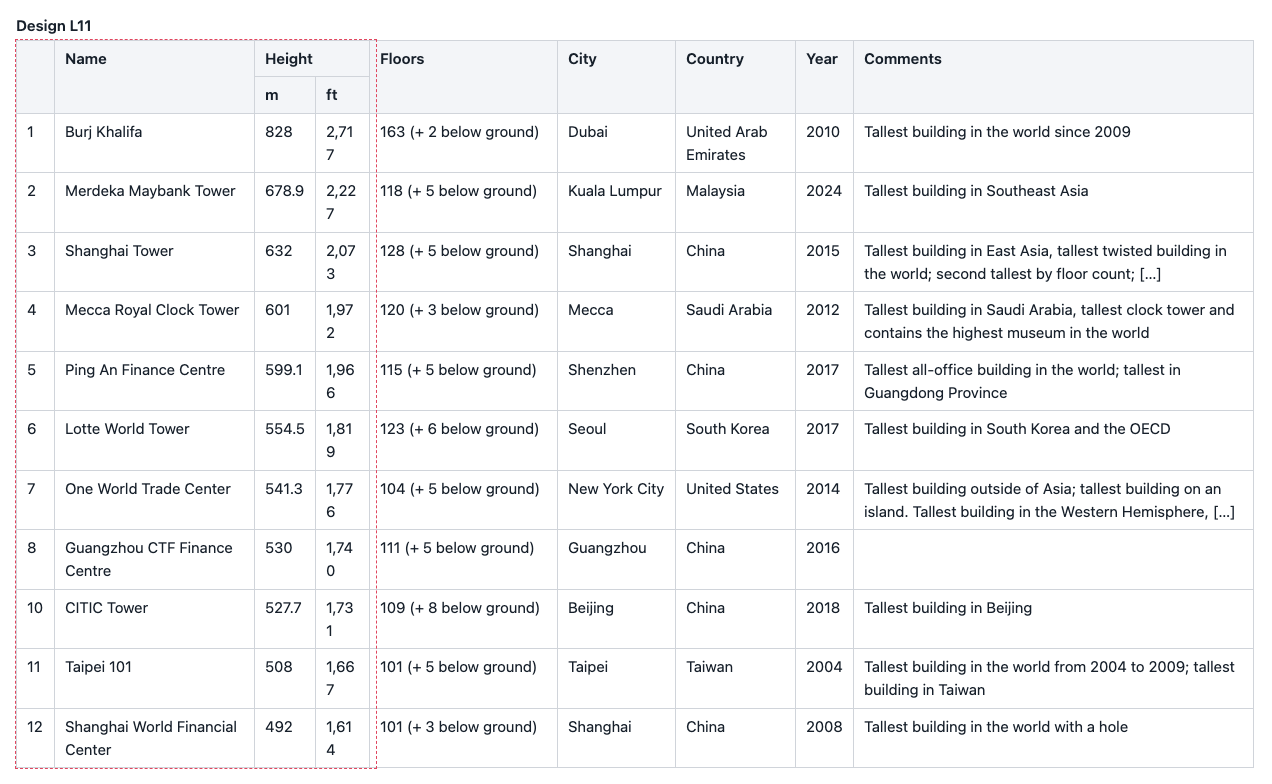 Design L11
Name Height Floors City Country Year Comments
m ft
1 Burj Khalifa 828 2,71 163 (+ 2 below ground) Dubai United Arab 2010 Tallest building in the world since 2009
7 Emirates
2 Merdeka Maybank Tower 678.9 2,22 118 (+ 5 below ground) Kuala Lumpur Malaysia 2024 Tallest building in Southeast Asia
7
3 Shanghai Tower 632 2,07 128 (+ 5 below ground) Shanghai China 2015 Tallest building in East Asia, tallest twisted building in
3 the world; second tallest by floor count; [...]
4 Mecca Royal Clock Tower 601 1,97 120 (+ 3 below ground) Mecca Saudi Arabia 2012 Tallest building in Saudi Arabia, tallest clock tower and
2 contains the highest museum in the world
5 Ping An Finance Centre 599.1 1,96 115 (+ 5 below ground) Shenzhen China 2017 Tallest all-office building in the world; tallest in
6 Guangdong Province
6 Lotte World Tower 554.5 1,81 123 (+ 6 below ground) Seoul South Korea 2017 Tallest building in South Korea and the OECD
9
7 One World Trade Center 541.3 1,77 104 (+ 5 below ground) New York City United States 2014 Tallest building outside of Asia; tallest building on an
6 island. Tallest building in the Western Hemisphere, [...]
8 Guangzhou CTF Finance 530 1,74 111 (+ 5 below ground) Guangzhou China 2016
Centre 0
10 CITIC Tower 527.7 1,73 109 (+ 8 below ground) Beijing China 2018 Tallest building in Beijing
1
11 Taipei 101 508 1,66 101 (+ 5 below ground) Taipei Taiwan 2004 Tallest building in the world from 2004 to 2009; tallest
7 building in Taiwan
12 Shanghai World Financial 492 1,61 101 (+ 3 below ground) Shanghai China 2008 Tallest building in the world with a hole
Center 4